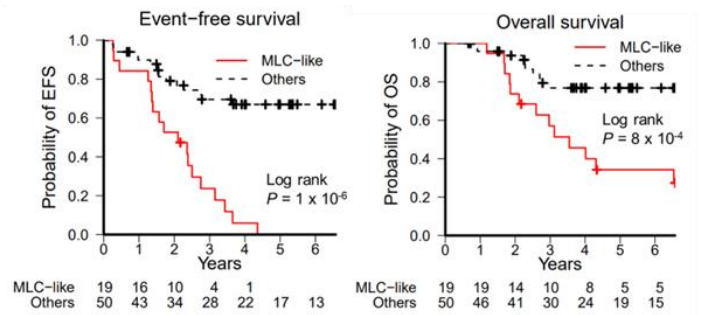 Event-free survival
Probability of EFS
1.0
0.8
0.6
0.4
0.2
0.0
MLC-like
Others
Log rank
P = 1 x 10-6
0 1 2 3 4 5 6
Years
MLC-like 19 16 10 4 1
Others 50 43 34 28 22 17 13
Overall survival
Probability of OS
1.0
0.8
0.6
0.4
0.2
0.0
MLC-like
Others
Log rank
P = 8 x 10-4
0 1 2 3 4 5 6
Years
MLC-like 19 19 14 10 8 5 5
Others 50 46 41 30 24 19 15